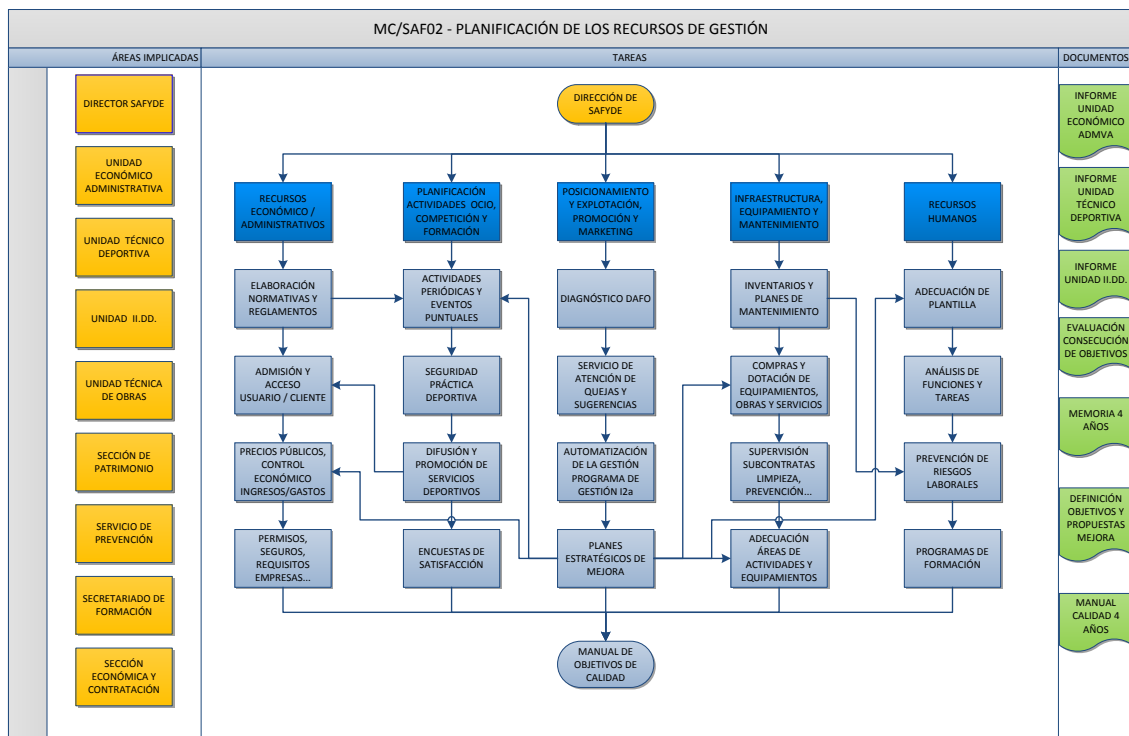 MC/SAF02 - PLANIFICACIÓN DE LOS RECURSOS DE GESTIÓN
ÁREAS IMPLICADAS
TAREAS
DOCUMENTOS
DIRECTOR SAFYDE
UNIDAD
ECONÓMICO
ADMINISTRATIVA
UNIDAD TÉCNICO
DEPORTIVA
UNIDAD II.DD.
UNIDAD TÉCNICA
DE OBRAS
SECCIÓN DE
PATRIMONIO
SERVICIO DE
PREVENCIÓN
SECRETARIADO DE
FORMACIÓN
SECCIÓN
ECONÓMICA Y
CONTRATACIÓN
DIRECCIÓN DE
SAFYDE
RECURSOS
ECONÓMICO /
ADMINISTRATIVOS
PLANIFICACIÓN
ACTIVIDADES OCIO,
COMPETICIÓN Y
FORMACIÓN
POSICIONAMIENTO
Y EXPLOTACIÓN,
PROMOCIÓN Y
MARKETING
INFRAESTRUCTURA,
EQUIPAMIENTO Y
MANTENIMIENTO
RECURSOS
HUMANOS
ELABORACIÓN
NORMATIVAS Y
REGLAMENTOS
ACTIVIDADES
PERIÓDICAS Y
EVENTOS
PUNTUALES
DIAGNÓSTICO DAFO
INVENTARIOS Y
PLANES DE
MANTENIMIENTO
ADECUACIÓN DE
PLANTILLA
ADMISIÓN Y
ACCESO
USUARIO / CLIENTE
SEGURIDAD
PRÁCTICA
DEPORTIVA
SERVICIO DE
ATENCIÓN DE
QUEJAS Y
SUGERENCIAS
COMPRAS Y
DOTACIÓN DE
EQUIPAMIENTOS,
OBRAS Y SERVICIOS
ANÁLISIS DE
FUNCIONES Y
TAREAS
PRECIOS PÚBLICOS,
CONTROL
ECONÓMICO
INGRESOS/GASTOS
DIFUSIÓN Y
PROMOCIÓN DE
SERVICIOS
DEPORTIVOS
AUTOMATIZACIÓN
DE LA GESTIÓN
PROGRAMA DE
GESTIÓN I2a
SUPERVISIÓN
SUBCONTRATAS
LIMPIEZA,
PREVENCIÓN...
PREVENCIÓN DE
RIESGOS
LABORALES
PERMISOS,
SEGUROS,
REQUISITOS
EMPRESAS...
ENCUESTAS DE
SATISFACCIÓN
PLANES
ESTRATÉGICOS DE
MEJORA
ADECUACIÓN
ÁREAS DE
ACTIVIDADES Y
EQUIPAMIENTOS
PROGRAMAS DE
FORMACIÓN
MANUAL DE
OBJETIVOS DE
CALIDAD
INFORME
UNIDAD
ECONÓMICO
ADMVA
INFORME
UNIDAD
TÉCNICO
DEPORTIVA
INFORME
UNIDAD II.DD.
EVALUACIÓN
CONSECUCIÓN
DE OBJETIVOS
MEMORIA 4
AÑOS
DEFINICIÓN
OBJETIVOS Y
PROPUESTAS
MEJORA
MANUAL
CALIDAD 4
AÑOS